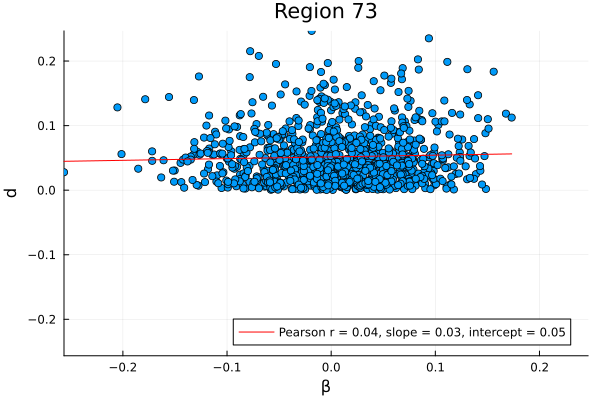 Region 73
d
0.2
0.1
0.0
−0.1
−0.2
Pearson r = 0.04, slope = 0.03, intercept = 0.05
−0.2
−0.1
0.0
0.1
0.2
β